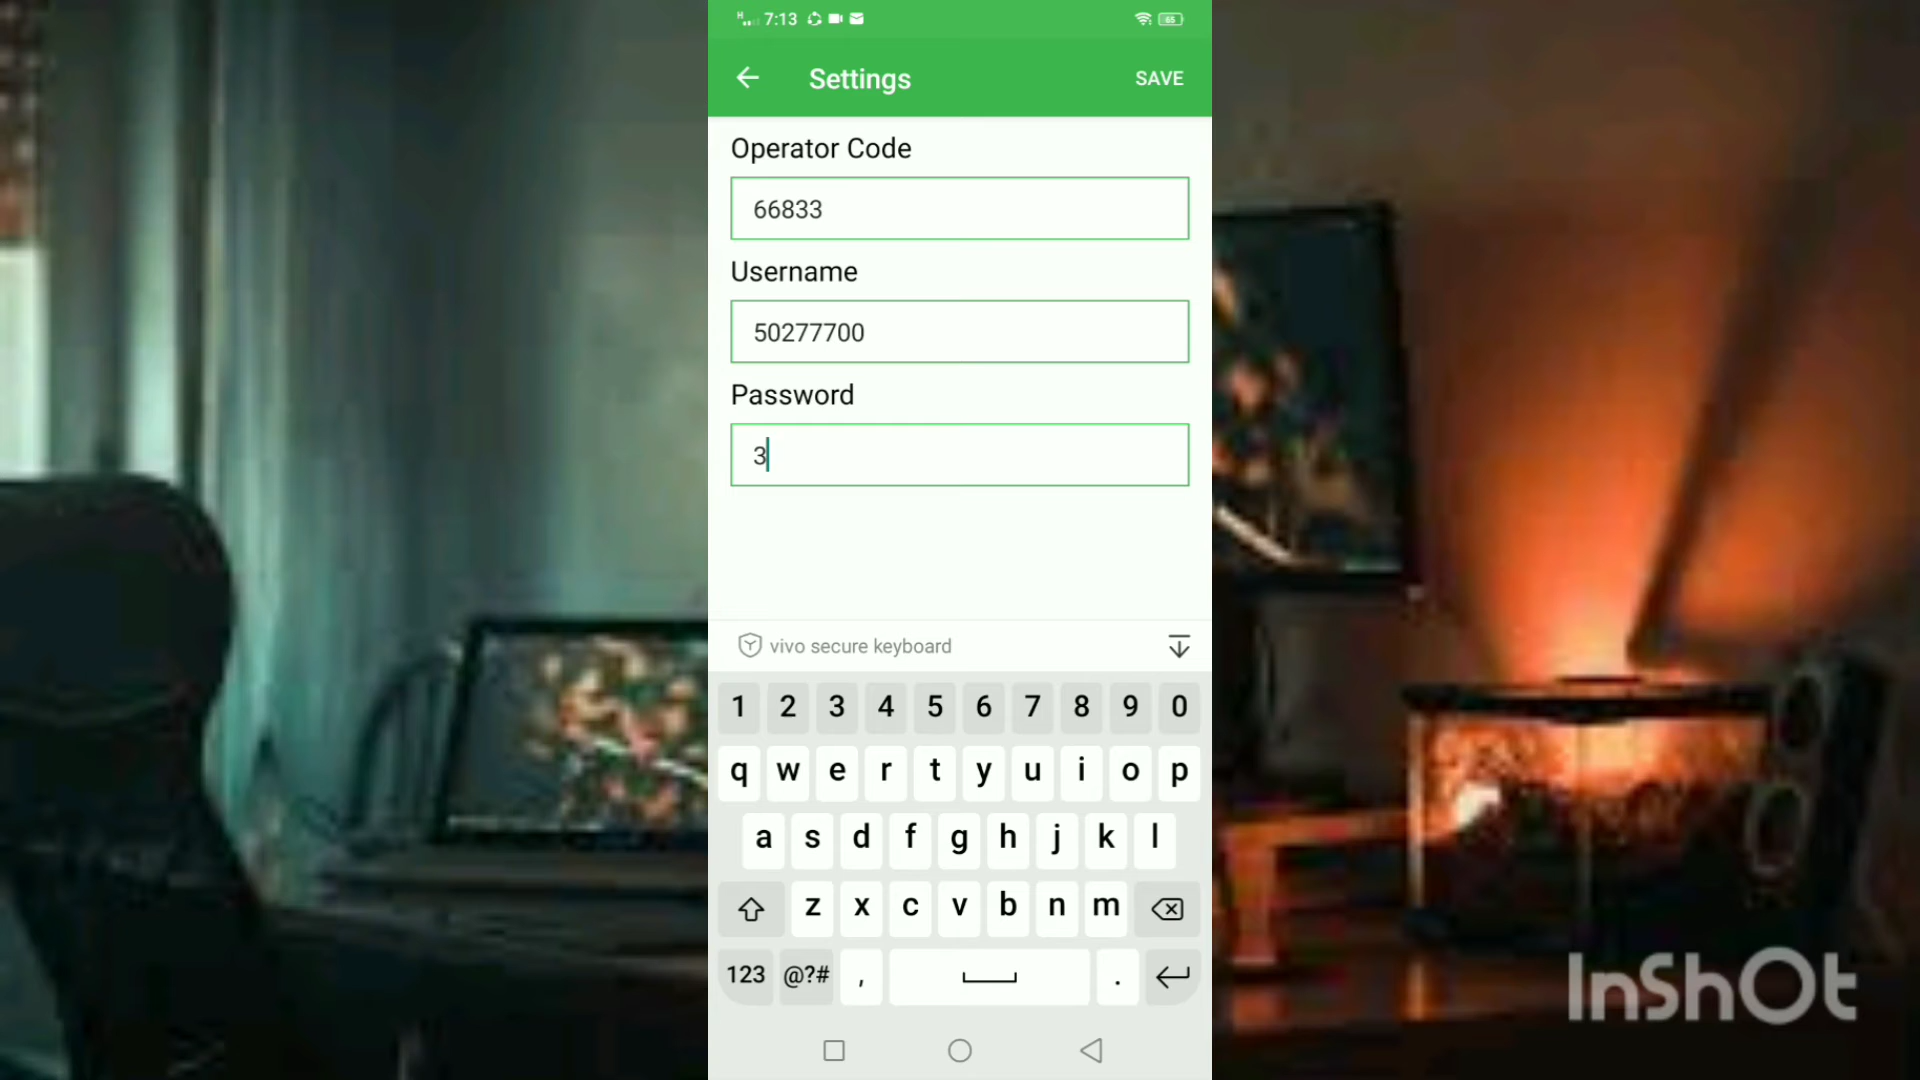 H 7:13 65
Settings SAVE
Operator Code
66833
Username
50277700
Password
3
vivo secure keyboard
1 2 3 4 5 6 7 8 9 0
q w e r t y u i o p
a s d f g h j k l
z x c v b n m
123 @?# , .
InShOt